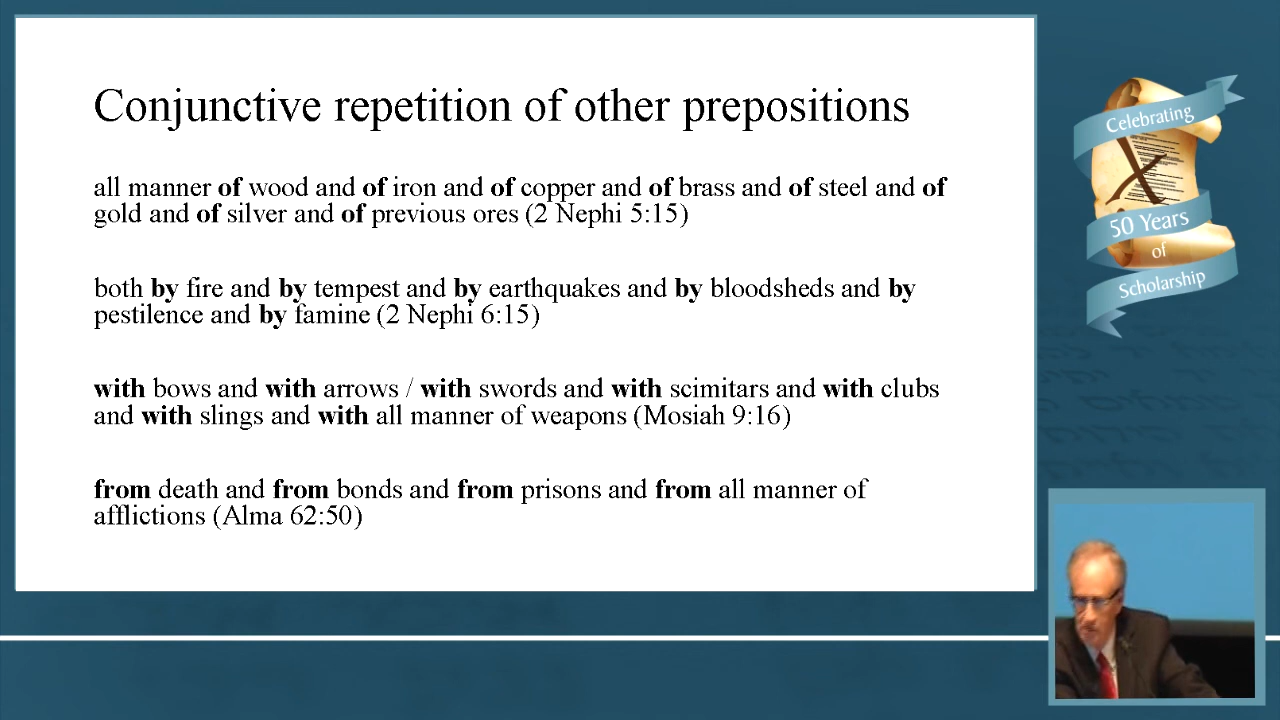 Conjunctive repetition of other prepositions
all manner of wood and of iron and of copper and of brass and of steel and of
gold and of silver and of previous ores (2 Nephi 5:15)
both by fire and by tempest and by earthquakes and by bloodsheds and by
pestilence and by famine (2 Nephi 6:15)
with bows and with arrows / with swords and with scimitars and with clubs
and with slings and with all manner of weapons (Mosiah 9:16)
from death and from bonds and from prisons and from all manner of
afflictions (Alma 62:50)
Celebrating
50 Years
of
Scholarship